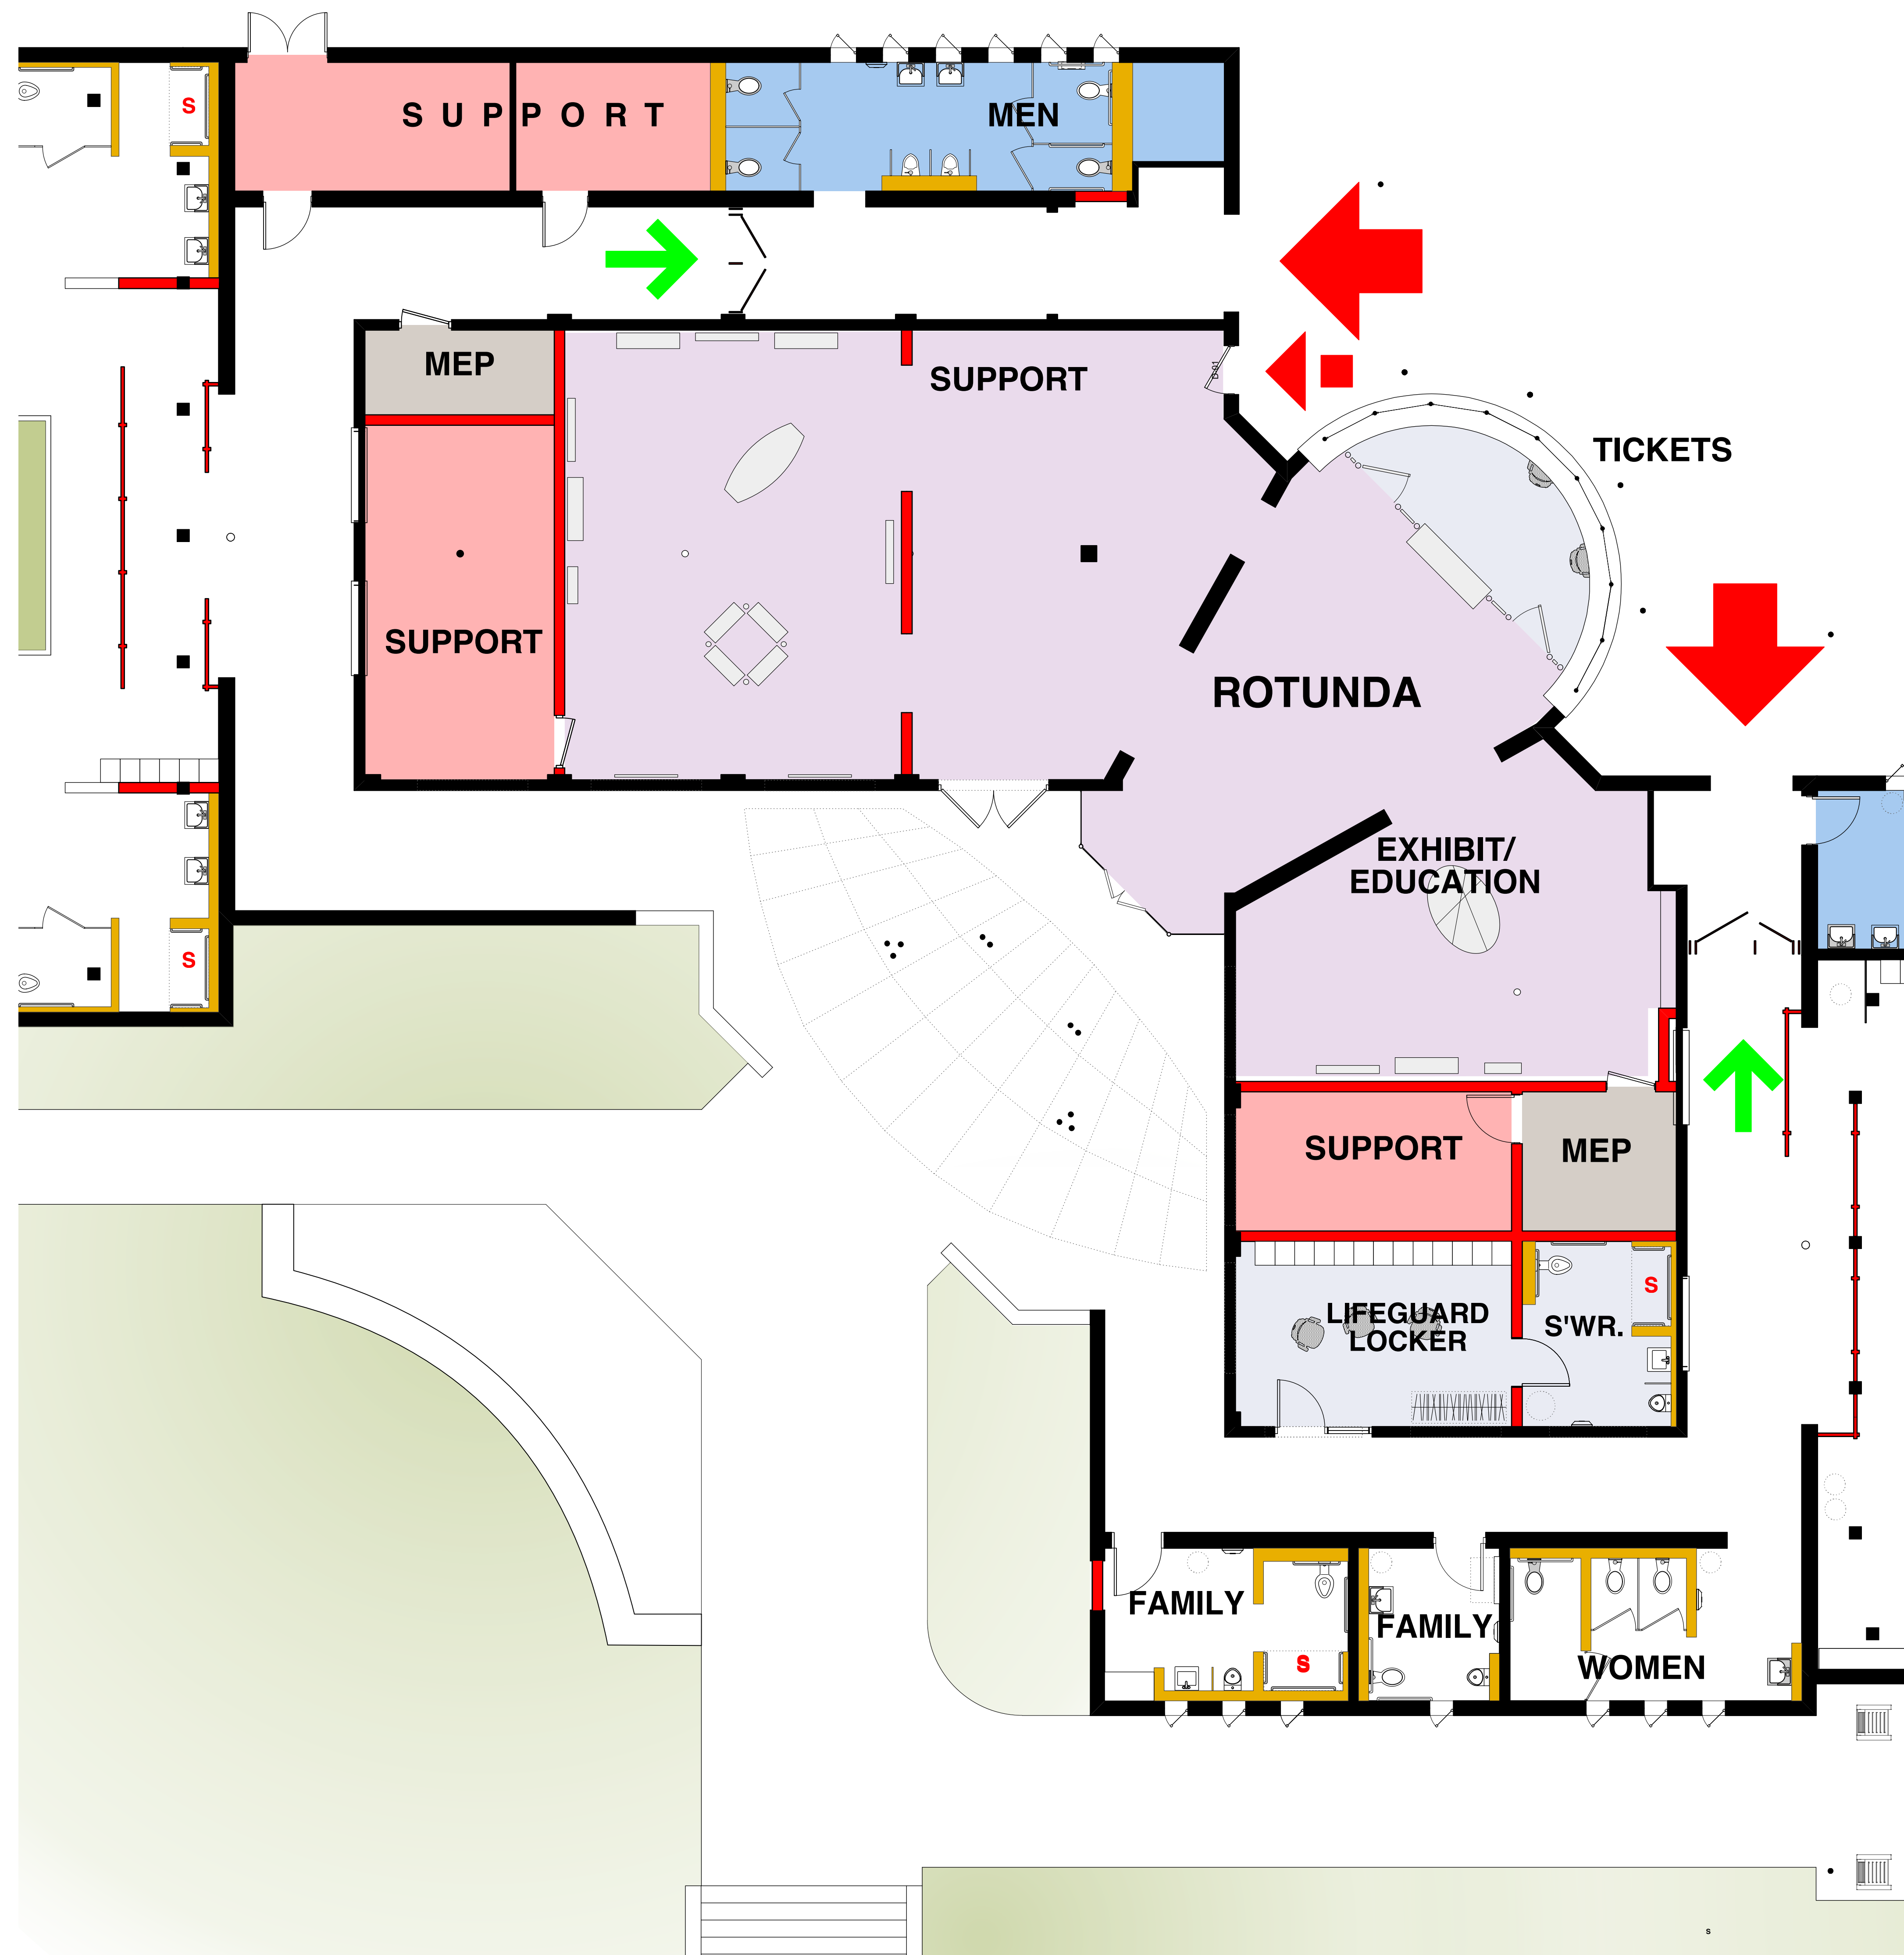 S
S U P P O R T
MEN
MEP
SUPPORT
TICKETS
SUPPORT
ROTUNDA
EXHIBIT/
EDUCATION
S
SUPPORT
MEP
S
LIFEGUARD
LOCKER
S'WR.
FAMILY
FAMILY
S
WOMEN
S